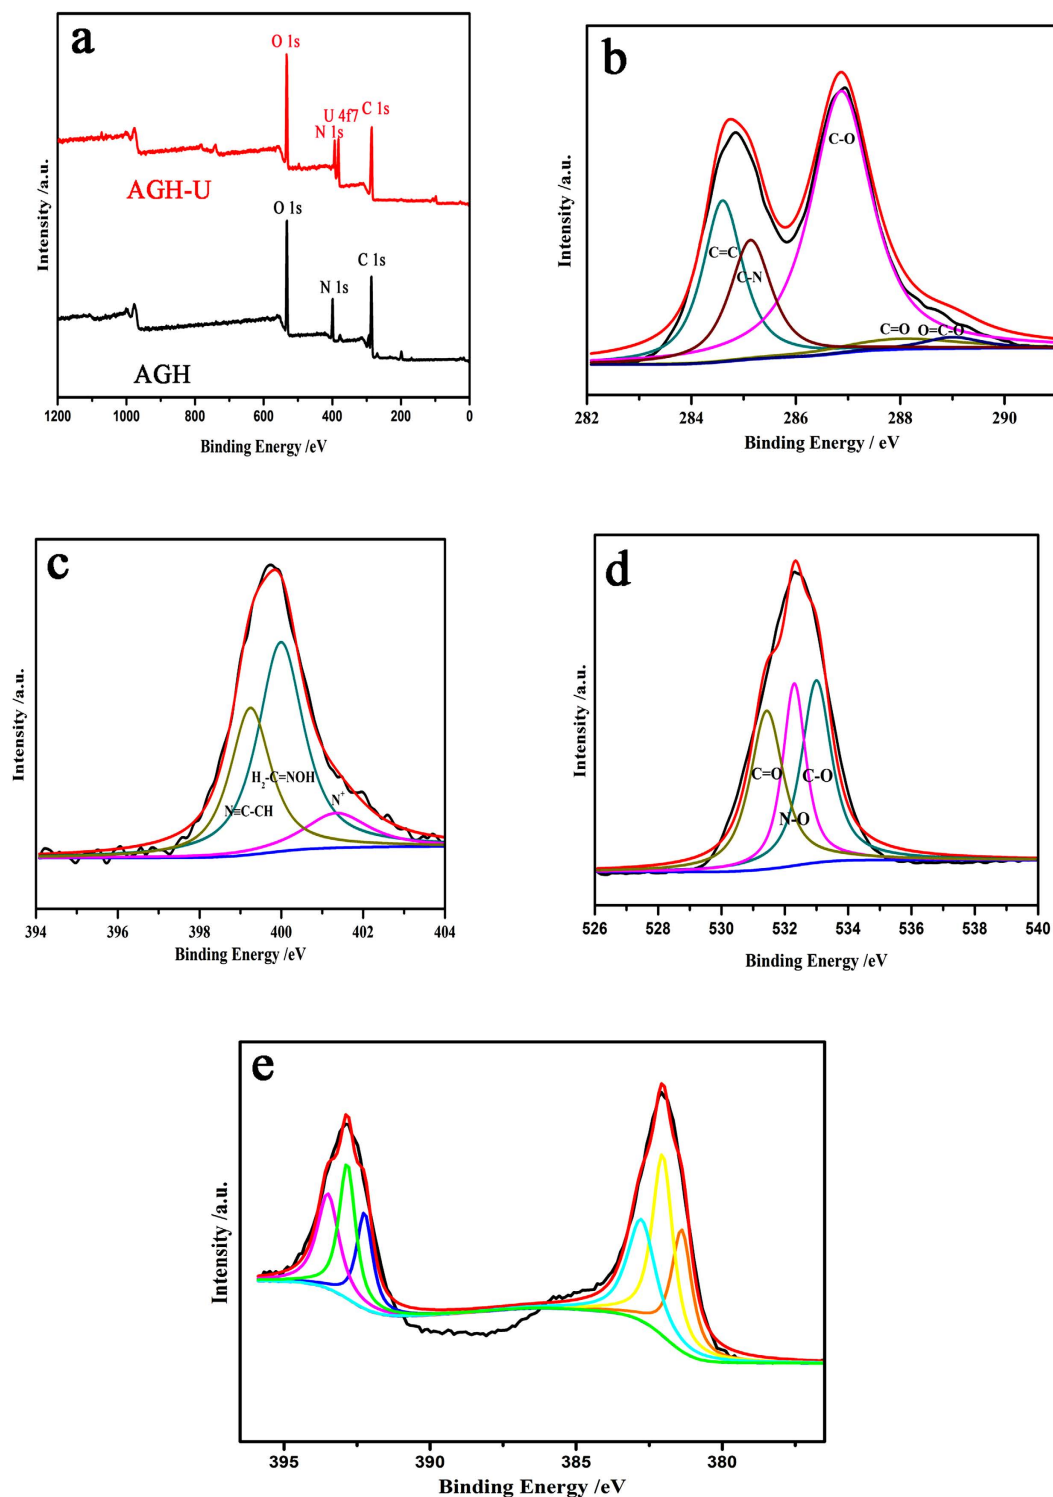 a
O 1s
U 4f7
C 1s
N 1s
AGH-U
O 1s
C 1s
N 1s
AGH
Intensity /a.u.
1200 1000 800 600 400 200 0
Binding Energy /eV
b
C-O
C=C
C-N
C=O O=C-O
Intensity /a.u.
282 284 286 288 290
Binding Energy / eV
c
H2-C=NOH
N≡C-CH
N+
Intensity /a.u.
394 396 398 400 402 404
Binding Energy /eV
d
C=O
C-O
N-O
Intensity /a.u.
526 528 530 532 534 536 538 540
Binding Energy /eV
e
Intensity /a.u.
395 390 385 380
Binding Energy /eV